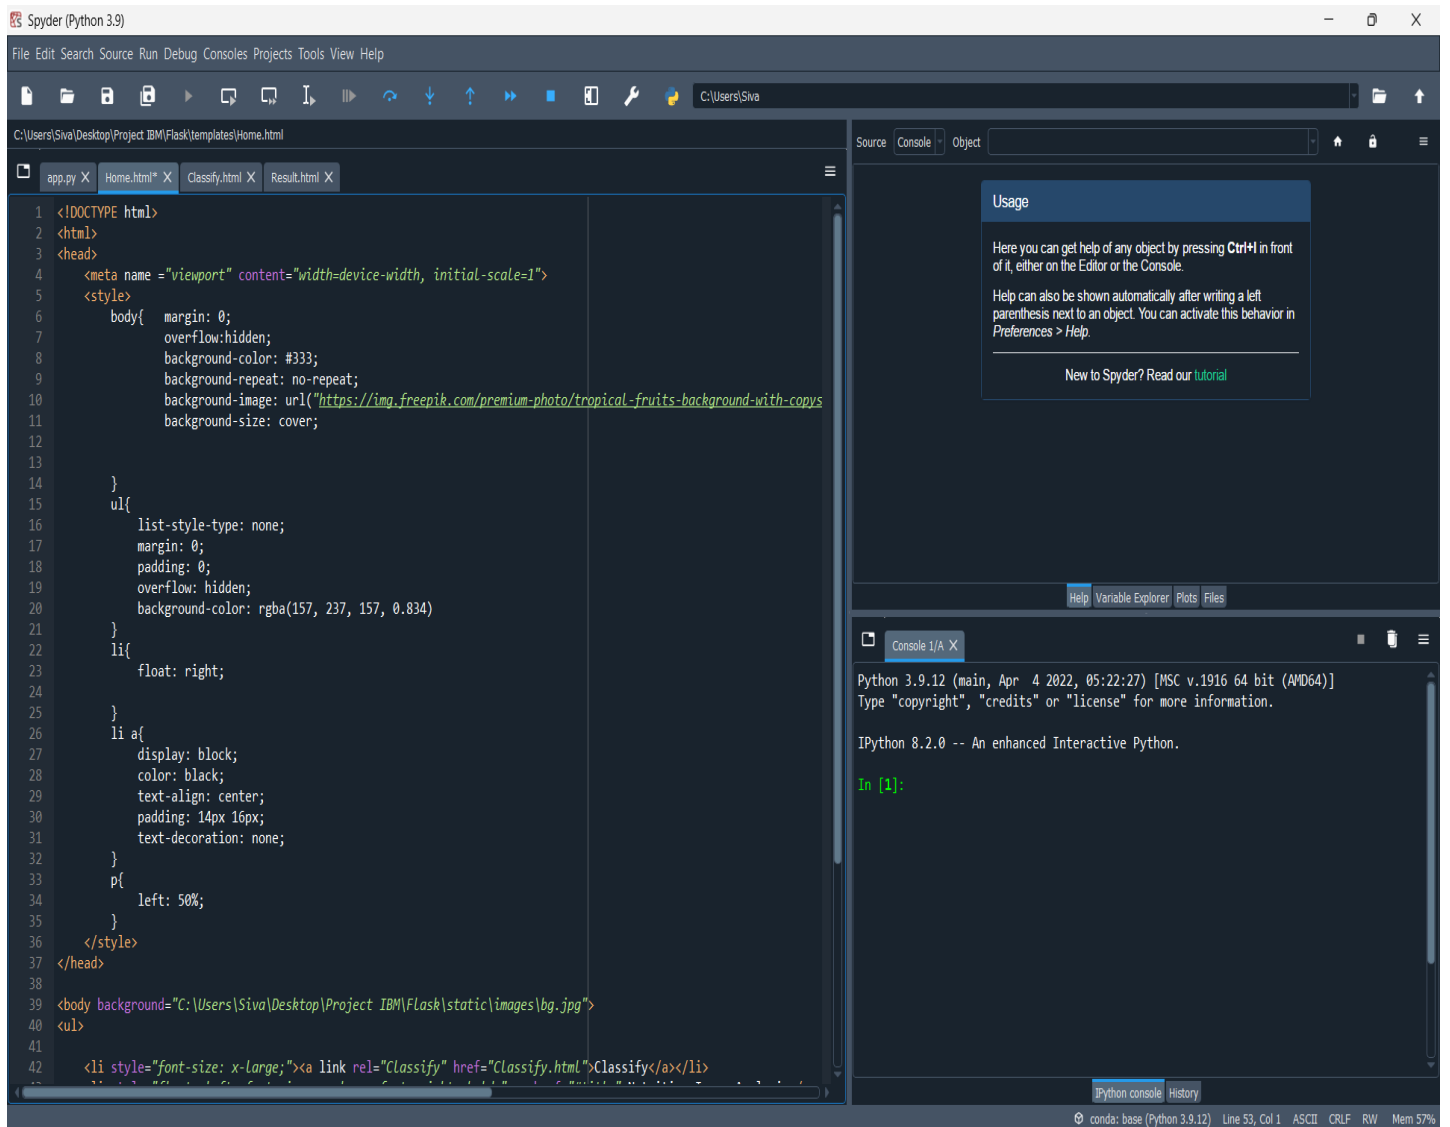 Spyder (Python 3.9)
File Edit Search Source Run Debug Consoles Projects Tools View Help
C:\Users\Siva
C:\Users\Siva\Desktop\Project IBM\Flask\templates\Home.html
app.py X Home.html* X Classify.html X Result.html X
1 <!DOCTYPE html>
2 <html>
3 <head>
4 <meta name ="viewport" content="width=device-width, initial-scale=1">
5 <style>
6 body{ margin: 0;
7 overflow:hidden;
8 background-color: #333;
9 background-repeat: no-repeat;
10 background-image: url("https://img.freepik.com/premium-photo/tropical-fruits-background-with-copys
11 background-size: cover;
12
13
14 }
15 ul{
16 list-style-type: none;
17 margin: 0;
18 padding: 0;
19 overflow: hidden;
20 background-color: rgba(157, 237, 157, 0.834)
21 }
22 li{
23 float: right;
24
25 }
26 li a{
27 display: block;
28 color: black;
29 text-align: center;
30 padding: 14px 16px;
31 text-decoration: none;
32 }
33 p{
34 left: 50%;
35 }
36 </style>
37 </head>
38
39 <body background="C:\Users\Siva\Desktop\Project IBM\Flask\static\images\bg.jpg">
40 <ul>
41
42 <li style="font-size: x-large;"><a link rel="Classify" href="Classify.html">Classify</a></li>
Source Console Object
Usage
Here you can get help of any object by pressing Ctrl+I in front
of it, either on the Editor or the Console.
Help can also be shown automatically after writing a left
parenthesis next to an object. You can activate this behavior in
Preferences > Help.
New to Spyder? Read our tutorial
Help Variable Explorer Plots Files
Console 1/A X
Python 3.9.12 (main, Apr 4 2022, 05:22:27) [MSC v.1916 64 bit (AMD64)]
Type "copyright", "credits" or "license" for more information.
IPython 8.2.0 -- An enhanced Interactive Python.
In [1]:
IPython console History
conda: base (Python 3.9.12) Line 53, Col 1 ASCII CRLF RW Mem 57%